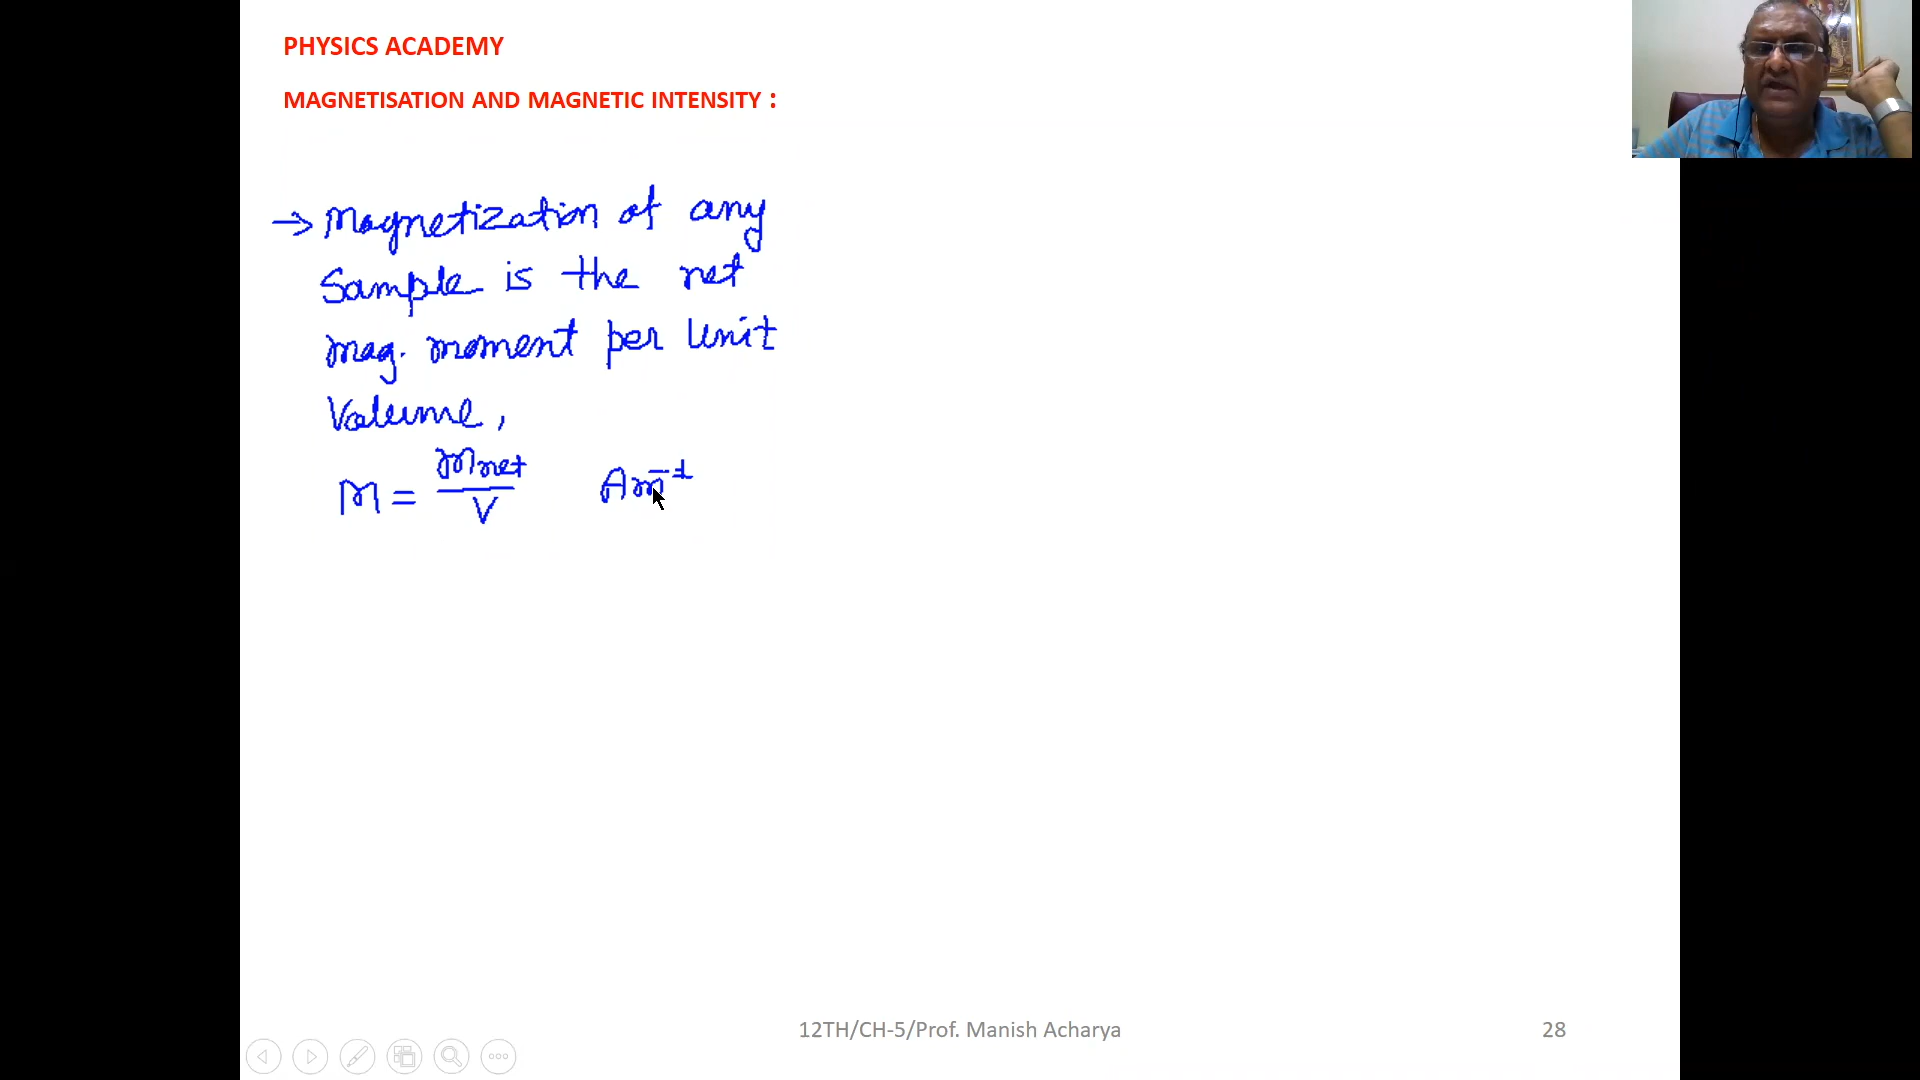 PHYSICS ACADEMY
MAGNETISATION AND MAGNETIC INTENSITY :
→ Magnetization of any
Sample is the net
mag. moment per Unit
Volume,
M = m_net / V    Am⁻¹
12TH/CH-5/Prof. Manish Acharya
28